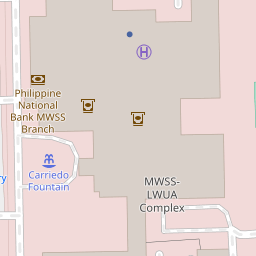 H
Philippine
National
Bank MWSS
Branch
Carriedo
Fountain
MWSS-
LWUA
Complex